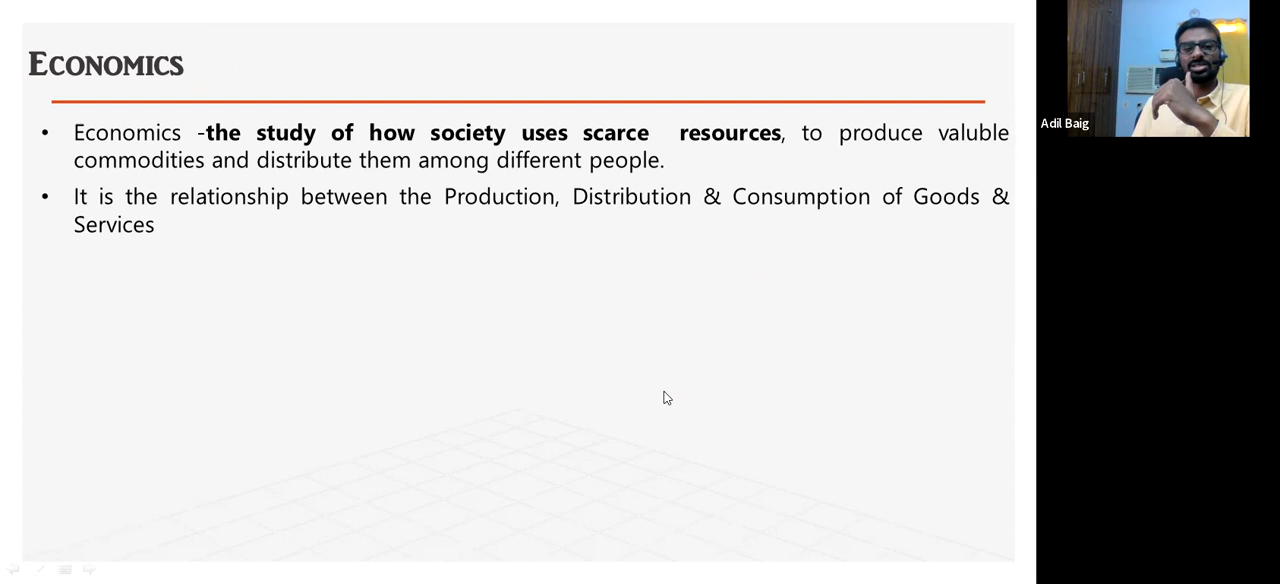 Economics
• Economics -the study of how society uses scarce resources, to produce valuble
commodities and distribute them among different people.
• It is the relationship between the Production, Distribution & Consumption of Goods &
Services
Adil Baig